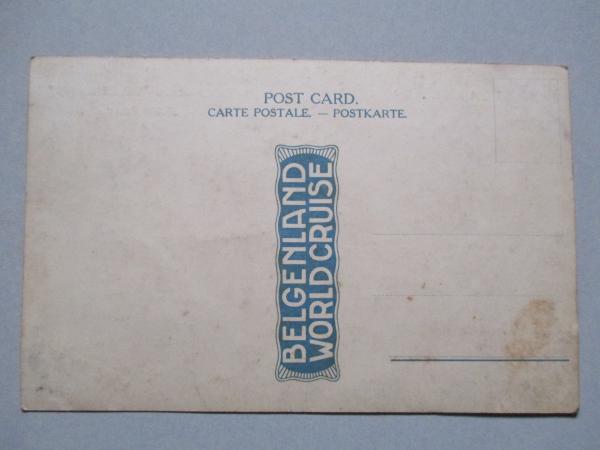 POST CARD.
CARTE POSTALE. — POSTKARTE.
BELGENLAND
WORLD CRUISE